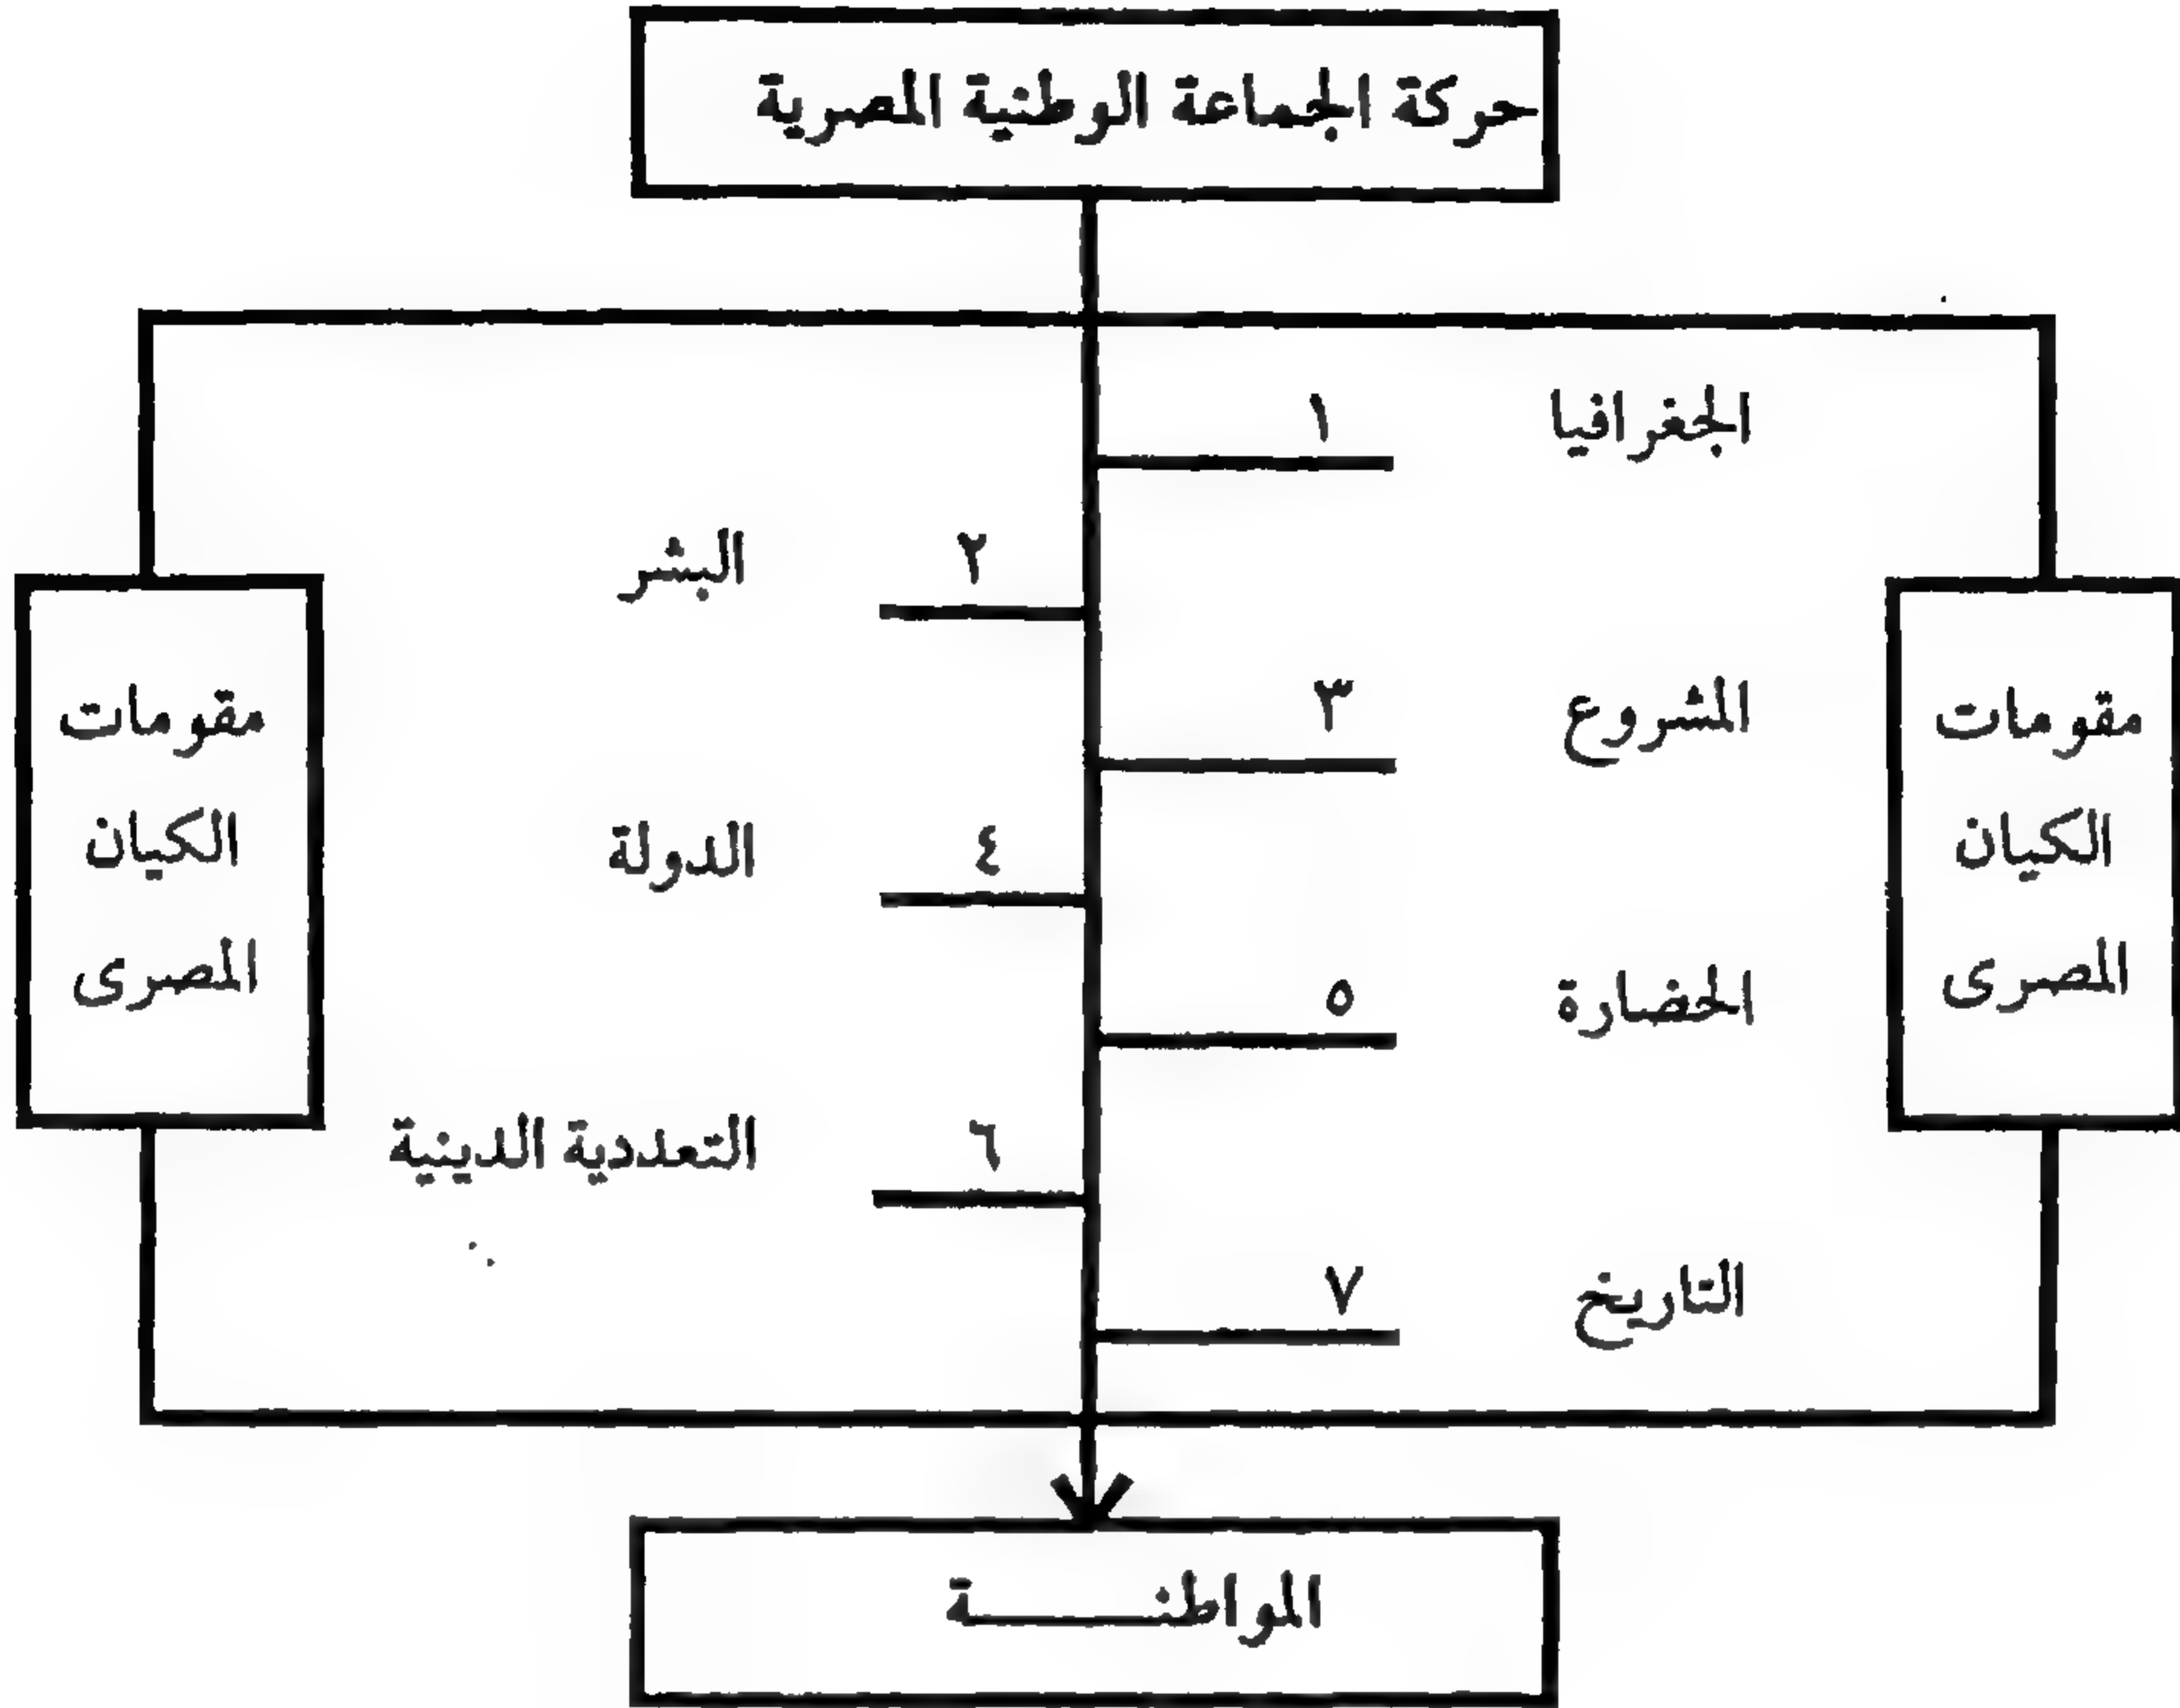 حركة الجماعة الوطنية المصرية
الجغرافيا ١
٢ البشر
المشروع ٣
٤ الدولة
الحضارة ٥
٦ التعددية الدينية
التاريخ ٧
مقومات
الكيان
المصرى
مقومات
الكيان
المصرى
المواطنـــــــة